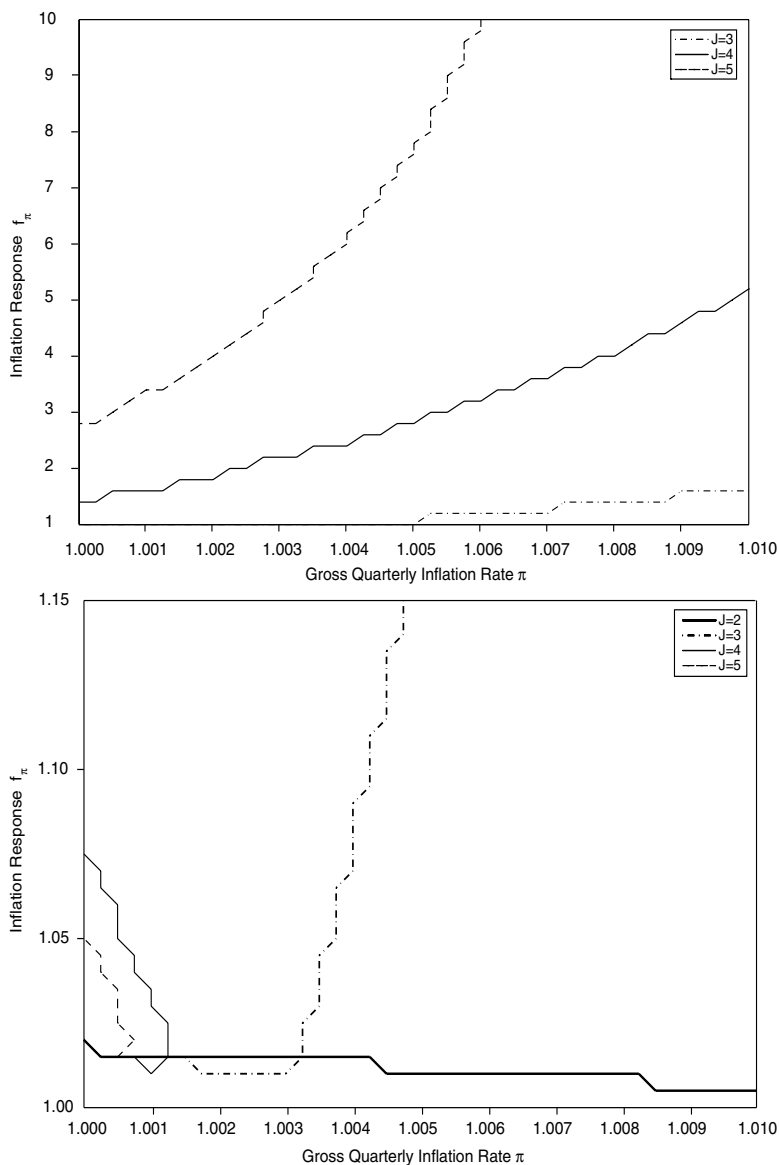 10
9
8
7
6
5
4
3
2
1
Inflation Response f_π
J=3
J=4
J=5
1.000 1.001 1.002 1.003 1.004 1.005 1.006 1.007 1.008 1.009 1.010
Gross Quarterly Inflation Rate π
1.15
1.10
1.05
1.00
Inflation Response f_π
J=2
J=3
J=4
J=5
1.000 1.001 1.002 1.003 1.004 1.005 1.006 1.007 1.008 1.009 1.010
Gross Quarterly Inflation Rate π